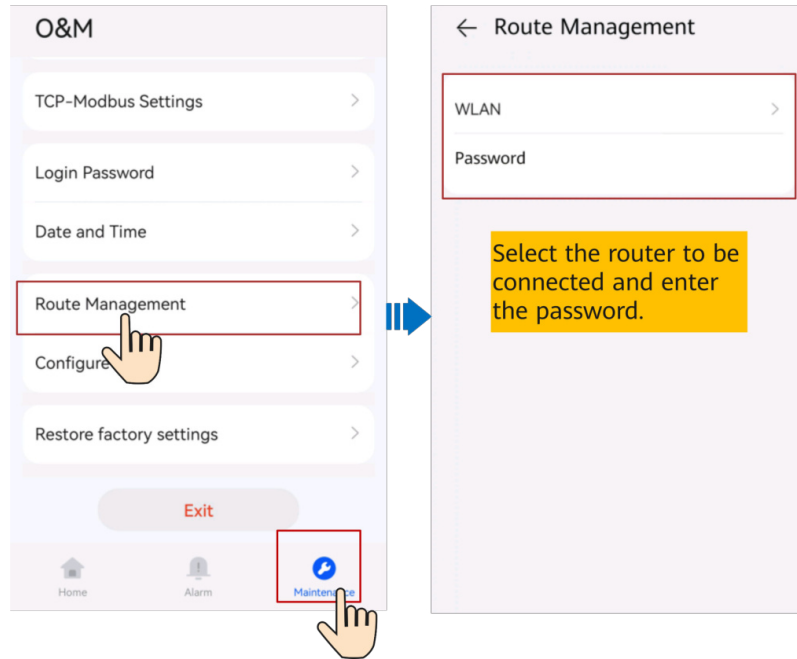 O&M
TCP-Modbus Settings
Login Password
Date and Time
Route Management
Configure
Restore factory settings
Exit
Home
Alarm
← Route Management
WLAN
Password
Select the router to be
connected and enter
the password.